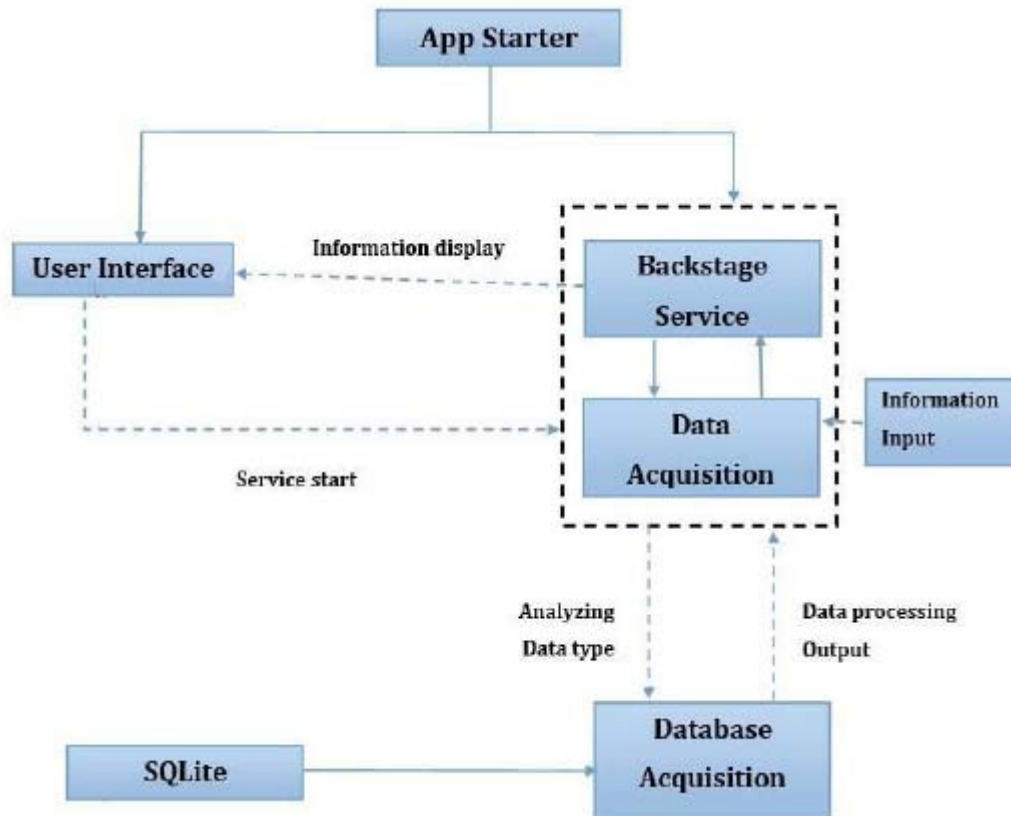 App Starter
Information display
User Interface
Backstage
Service
Information
Input
Data
Acquisition
Service start
Analyzing
Data type
Data processing
Output
Database
Acquisition
SQLite